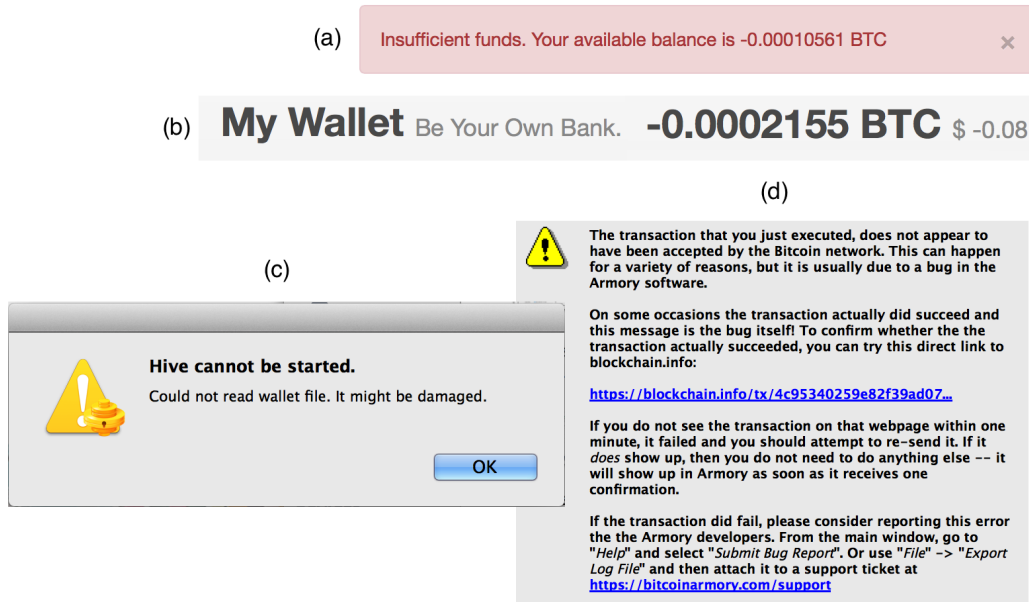 (a)
Insufficient funds. Your available balance is -0.00010561 BTC
×
(b)
My Wallet Be Your Own Bank. -0.0002155 BTC $ -0.08
(c)
Hive cannot be started.
Could not read wallet file. It might be damaged.
OK
(d)
The transaction that you just executed, does not appear to
have been accepted by the Bitcoin network. This can happen
for a variety of reasons, but it is usually due to a bug in the
Armory software.
On some occasions the transaction actually did succeed and
this message is the bug itself! To confirm whether the the
transaction actually succeeded, you can try this direct link to
blockchain.info:
https://blockchain.info/tx/4c95340259e82f39ad07...
If you do not see the transaction on that webpage within one
minute, it failed and you should attempt to re-send it. If it
does show up, then you do not need to do anything else -- it
will show up in Armory as soon as it receives one
confirmation.
If the transaction did fail, please consider reporting this error
the the Armory developers. From the main window, go to
"Help" and select "Submit Bug Report". Or use "File" -> "Export
Log File" and then attach it to a support ticket at
https://bitcoinarmory.com/support